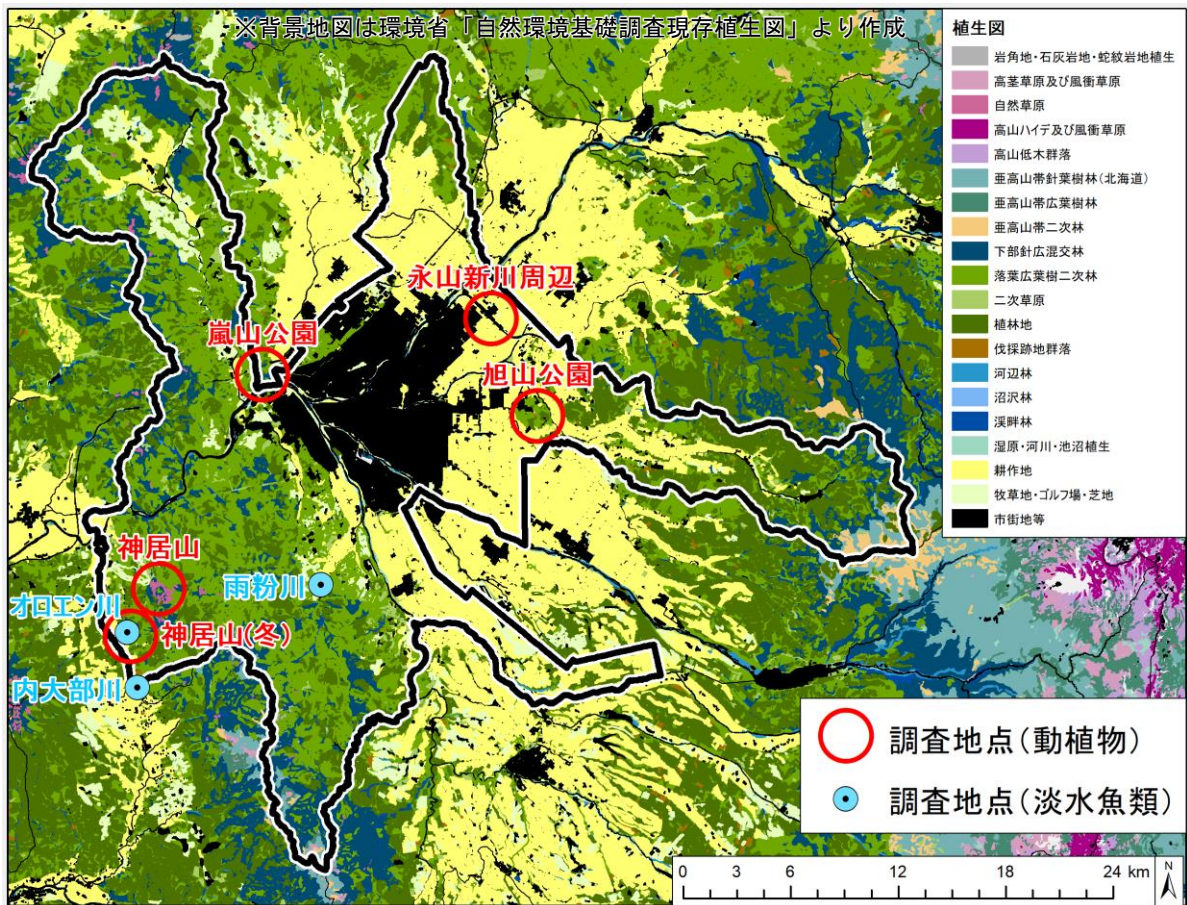 ※背景地図は環境省「自然環境基礎調査現存植生図」より作成
植生図
岩角地・石灰岩地・蛇紋岩地植生
高茎草原及び風衝草原
自然草原
高山ハイデ及び風衝草原
高山低木群落
亜高山帯針葉樹林(北海道)
亜高山帯広葉樹林
亜高山帯二次林
下部針広混交林
落葉広葉樹二次林
二次草原
植林地
伐採跡地群落
河辺林
沼沢林
渓畔林
湿原・河川・池沼植生
耕作地
牧草地・ゴルフ場・芝地
市街地等
永山新川周辺
嵐山公園
旭山公園
神居山
雨粉川
オロエン川
神居山(冬)
内大部川
調査地点(動植物)
調査地点(淡水魚類)
0 3 6 12 18 24 km
N